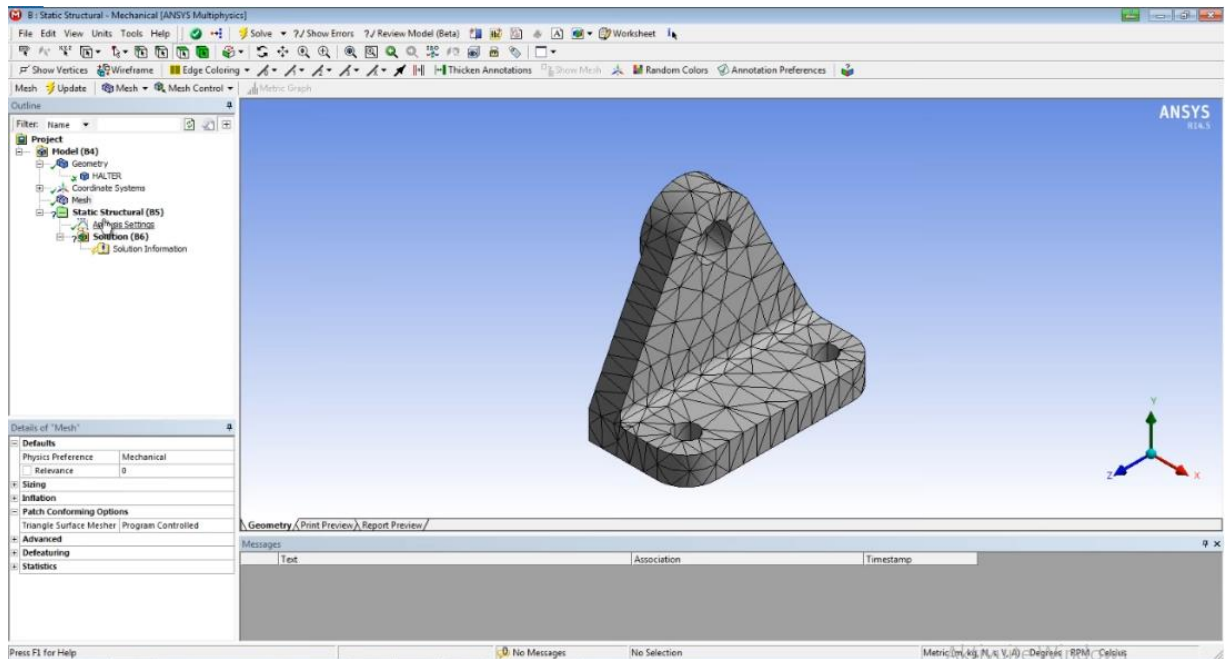 B : Static Structural - Mechanical [ANSYS Multiphysics]
File Edit View Units Tools Help Solve ?/ Show Errors ?/ Review Model (Beta) A Worksheet
Show Vertices Wireframe Edge Coloring Thicken Annotations Show Mesh Random Colors Annotation Preferences
Mesh Update Mesh Mesh Control Metric Graph
Outline
Filter: Name
Project
Model (B4)
Geometry
HALTER
Coordinate Systems
Mesh
Static Structural (B5)
Analysis Settings
Solution (B6)
Solution Information
ANSYS
R14.5
Y
Z X
Details of "Mesh"
Defaults
Physics Preference Mechanical
Relevance 0
Sizing
Inflation
Patch Conforming Options
Triangle Surface Mesher Program Controlled
Advanced
Defeaturing
Statistics
Geometry Print Preview Report Preview
Messages
Text Association Timestamp
Press F1 for Help No Messages No Selection Metric (m, kg, N, s, V, A) Degrees RPM Celsius